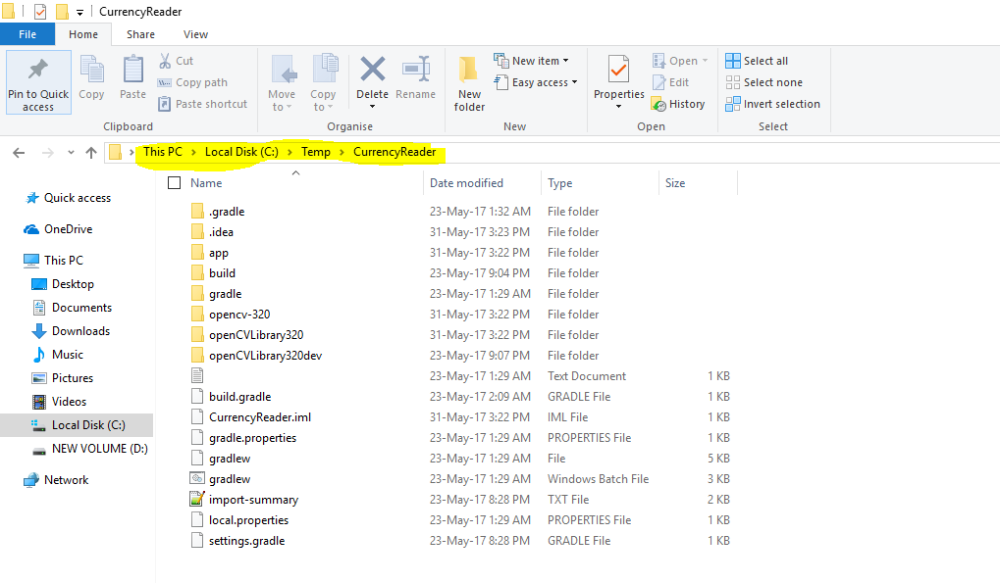 CurrencyReader
File Home Share View
Pin to Quick access
Copy
Paste
Cut
Copy path
Paste shortcut
Clipboard
Move to
Copy to
Delete
Rename
Organise
New folder
New item
Easy access
New
Properties
Open
Edit
History
Open
Select all
Select none
Invert selection
Select
This PC > Local Disk (C:) > Temp > CurrencyReader
Quick access
OneDrive
This PC
Desktop
Documents
Downloads
Music
Pictures
Videos
Local Disk (C:)
NEW VOLUME (D:)
Network
Name Date modified Type Size
.gradle 23-May-17 1:32 AM File folder
.idea 31-May-17 3:23 PM File folder
app 31-May-17 3:22 PM File folder
build 23-May-17 9:04 PM File folder
gradle 23-May-17 1:29 AM File folder
opencv-320 31-May-17 3:22 PM File folder
openCVLibrary320 31-May-17 3:22 PM File folder
openCVLibrary320dev 23-May-17 9:07 PM File folder
23-May-17 1:29 AM Text Document 1 KB
build.gradle 23-May-17 2:09 AM GRADLE File 1 KB
CurrencyReader.iml 31-May-17 3:22 PM IML File 1 KB
gradle.properties 23-May-17 1:29 AM PROPERTIES File 1 KB
gradlew 23-May-17 1:29 AM File 5 KB
gradlew 23-May-17 1:29 AM Windows Batch File 3 KB
import-summary 23-May-17 8:28 PM TXT File 2 KB
local.properties 23-May-17 1:29 AM PROPERTIES File 1 KB
settings.gradle 23-May-17 8:28 PM GRADLE File 1 KB